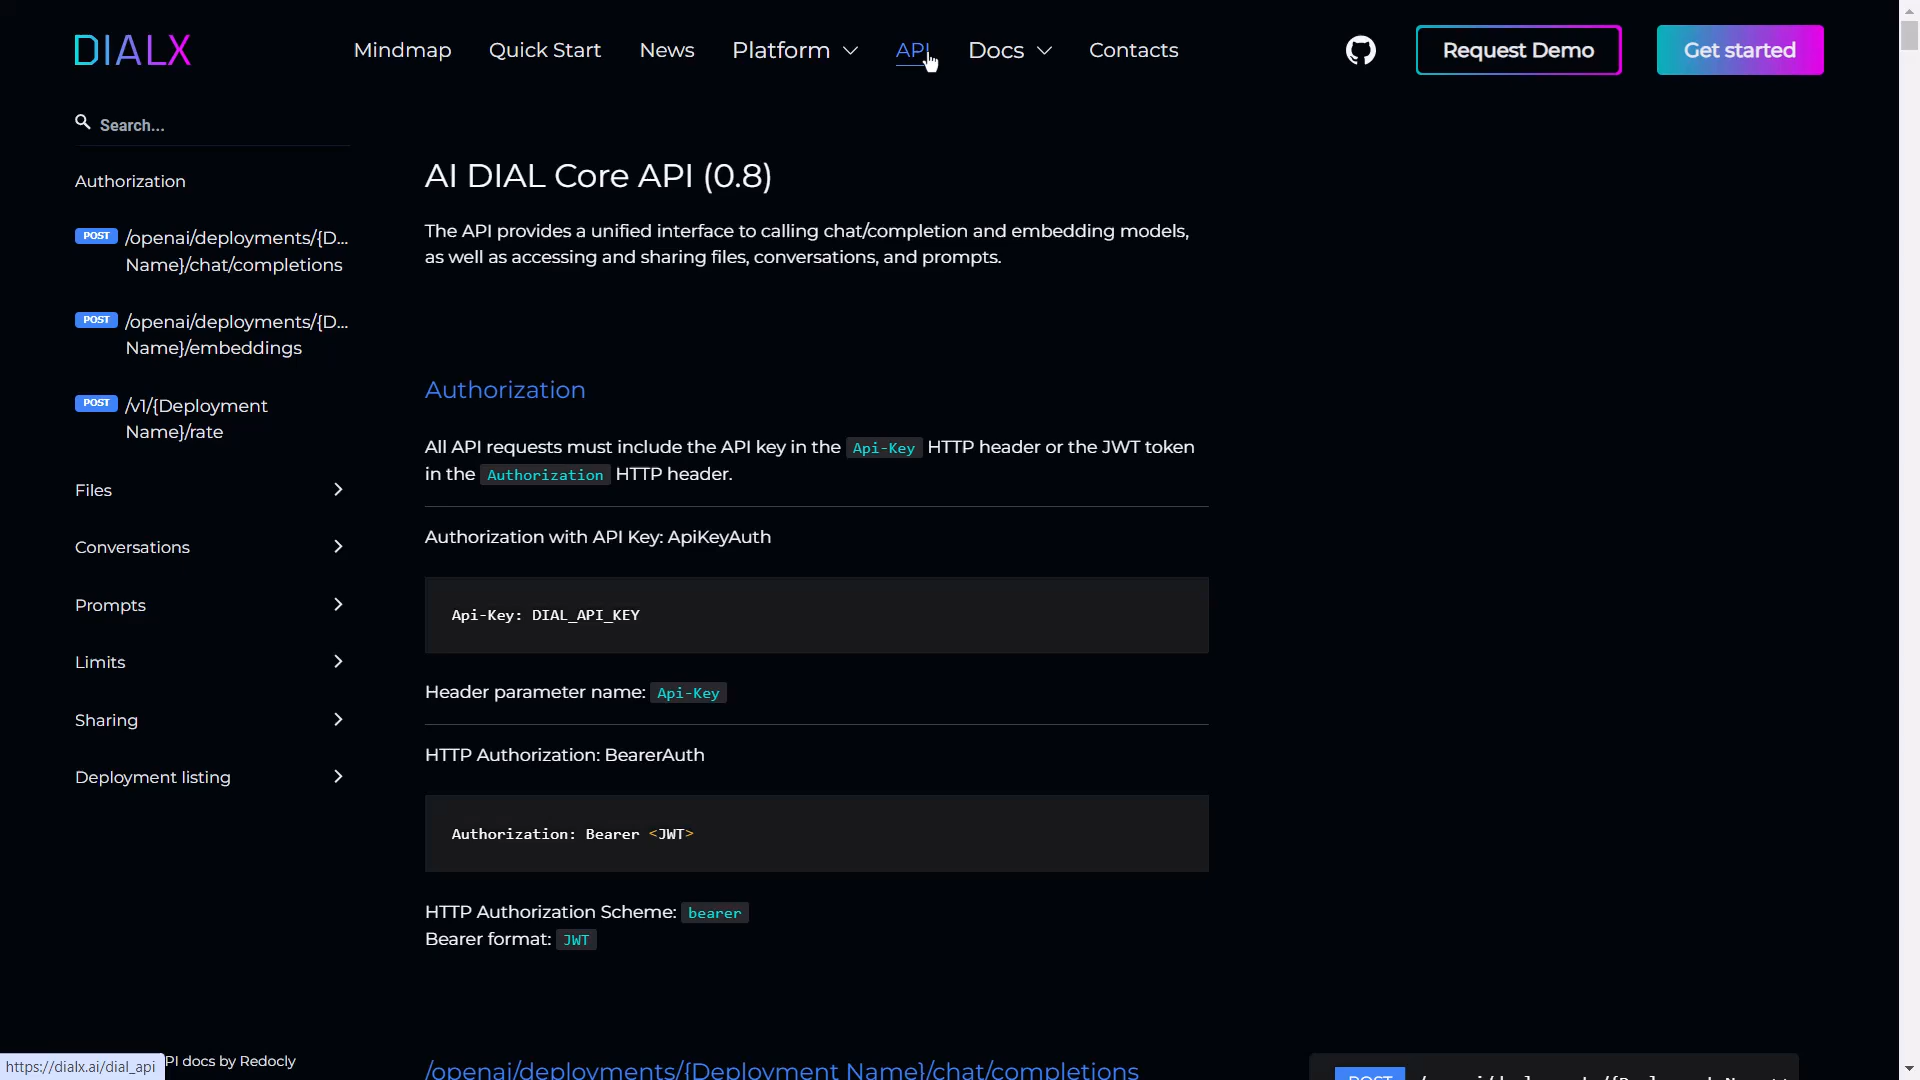 DIALX
Mindmap
Quick Start
News
Platform
API
Docs
Contacts
Request Demo
Get started
Search...
Authorization
POST /openai/deployments/{D...
Name}/chat/completions
POST /openai/deployments/{D...
Name}/embeddings
POST /v1/{Deployment
Name}/rate
Files
Conversations
Prompts
Limits
Sharing
Deployment listing
PI docs by Redocly
https://dialx.ai/dial_api
AI DIAL Core API (0.8)
The API provides a unified interface to calling chat/completion and embedding models,
as well as accessing and sharing files, conversations, and prompts.
Authorization
All API requests must include the API key in the Api-Key HTTP header or the JWT token
in the Authorization HTTP header.
Authorization with API Key: ApiKeyAuth
Api-Key: DIAL_API_KEY
Header parameter name: Api-Key
HTTP Authorization: BearerAuth
Authorization: Bearer <JWT>
HTTP Authorization Scheme: bearer
Bearer format: JWT
/openai/deployments/{Deployment Name}/chat/completions
POST